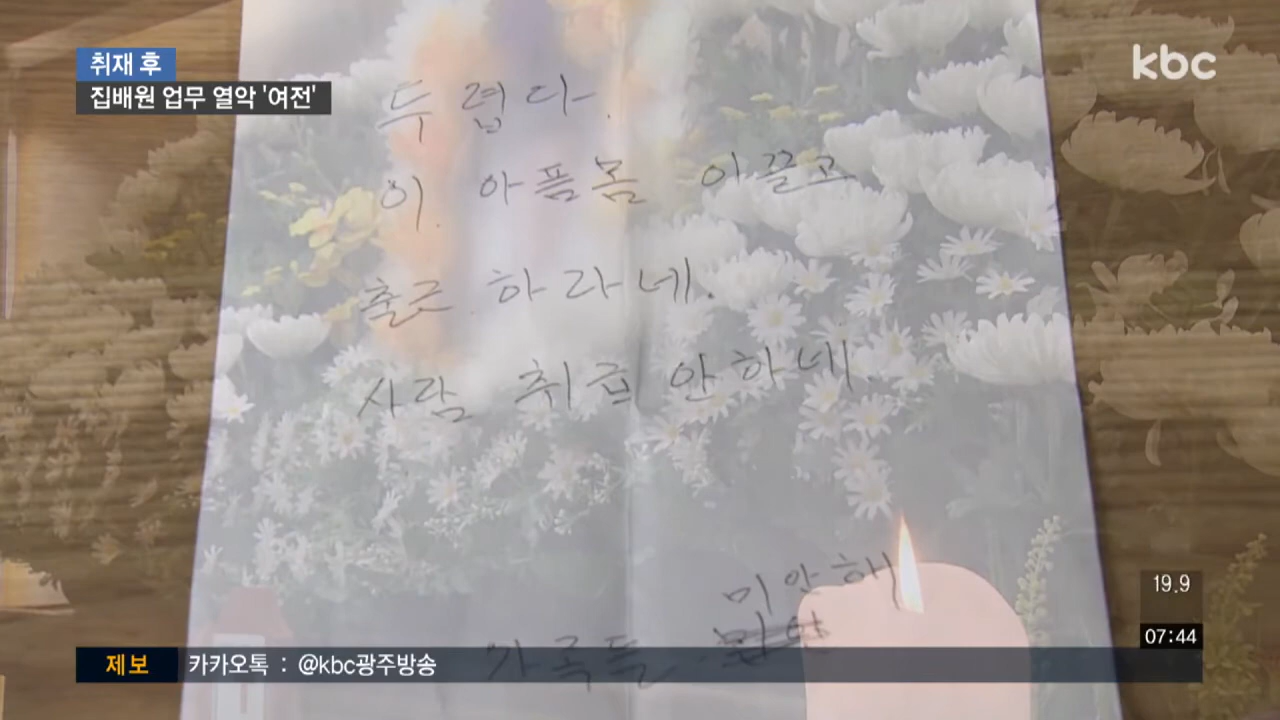 취재 후
kbc
집배원 업무 열악 '여전'
두렵다.
이 아픔몸 이끌고
출근 하라네.
사람 취급 안하네.
미안해
가족들
19.9
07:44
제보 카카오톡 : @kbc광주방송